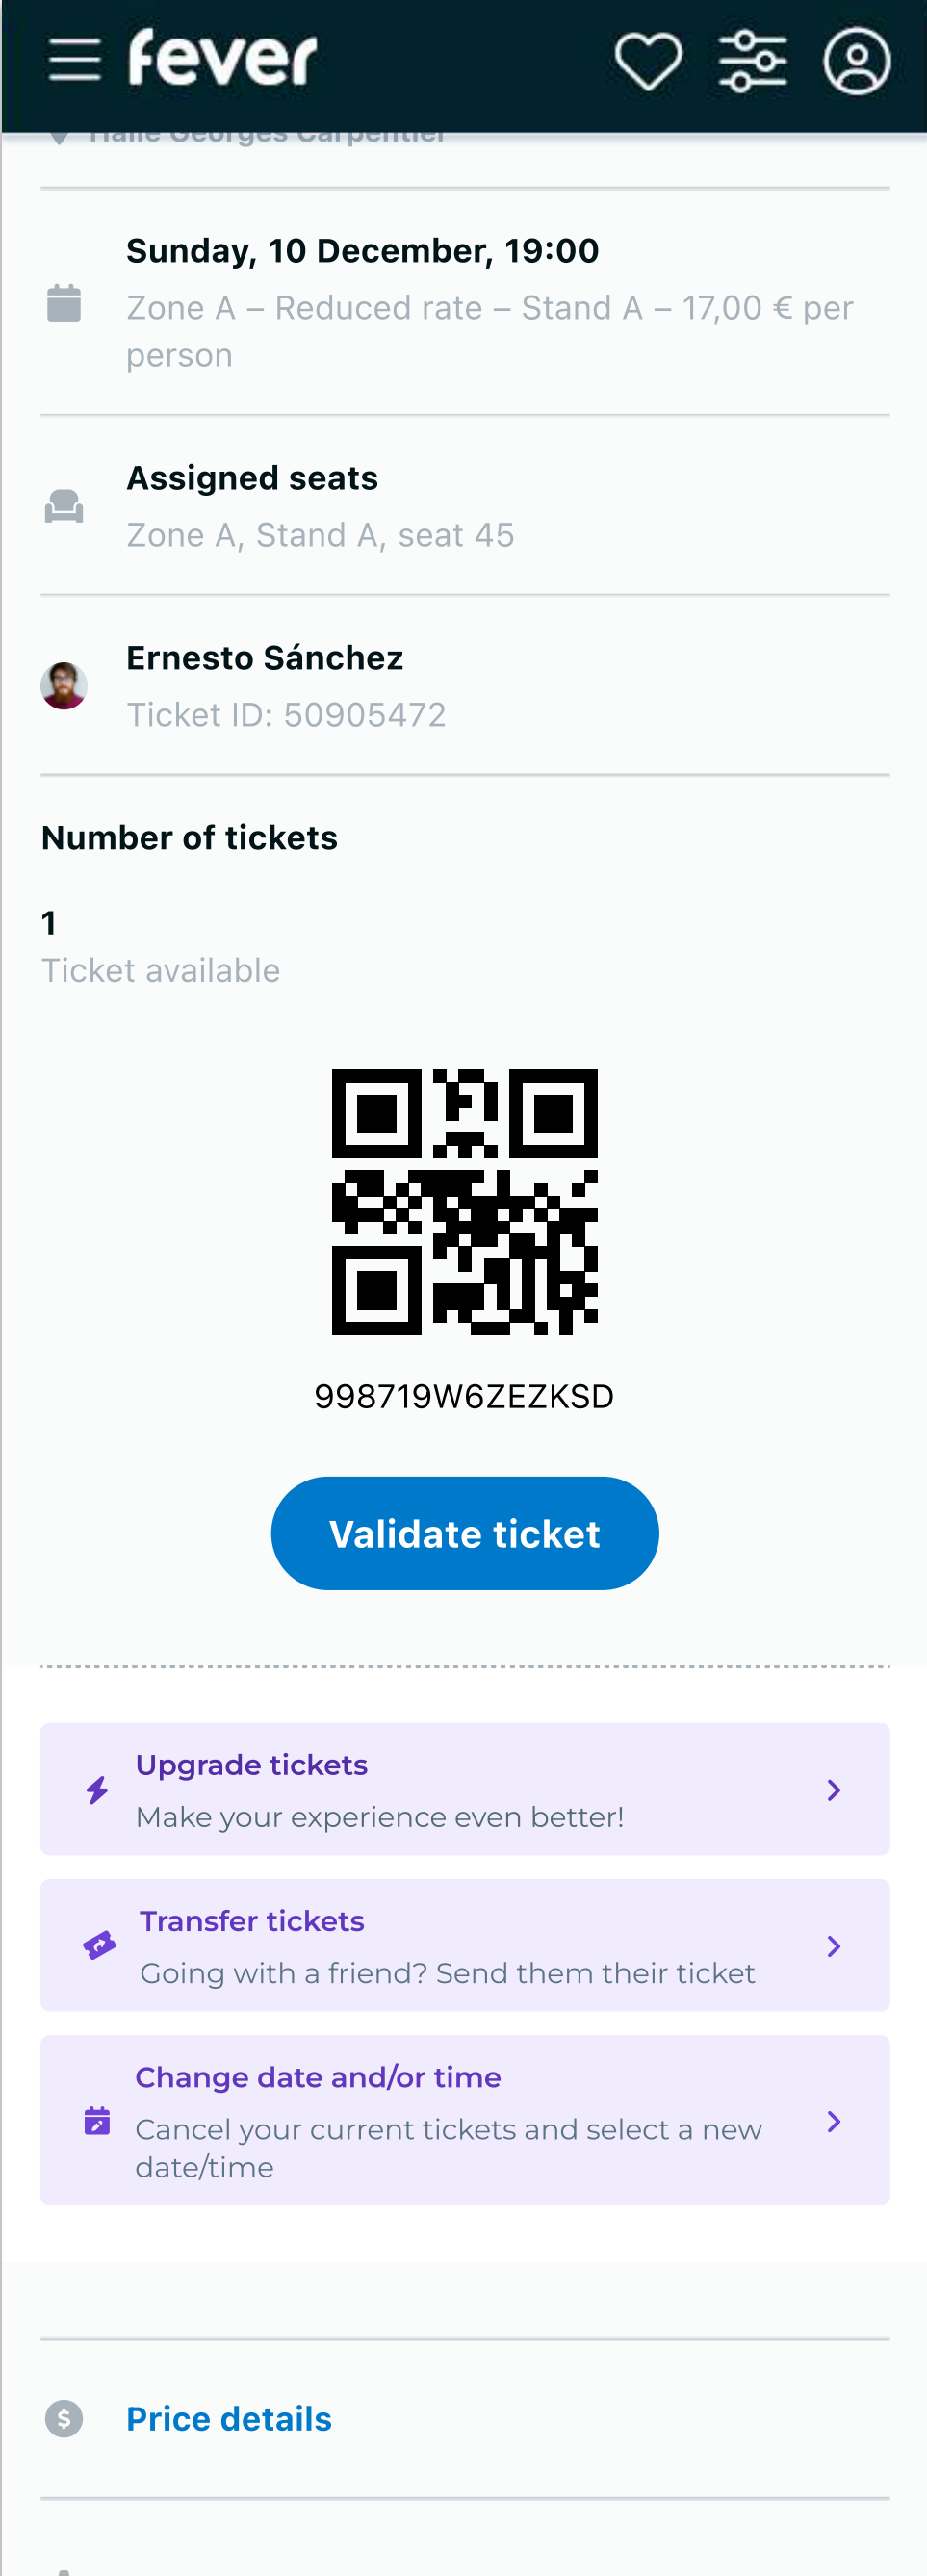 fever
Halle Georges Carpentier
Sunday, 10 December, 19:00
Zone A – Reduced rate – Stand A – 17,00 € per
person
Assigned seats
Zone A, Stand A, seat 45
Ernesto Sánchez
Ticket ID: 50905472
Number of tickets
1
Ticket available
998719W6ZEZKSD
Validate ticket
Upgrade tickets
Make your experience even better!
Transfer tickets
Going with a friend? Send them their ticket
Change date and/or time
Cancel your current tickets and select a new
date/time
$
Price details